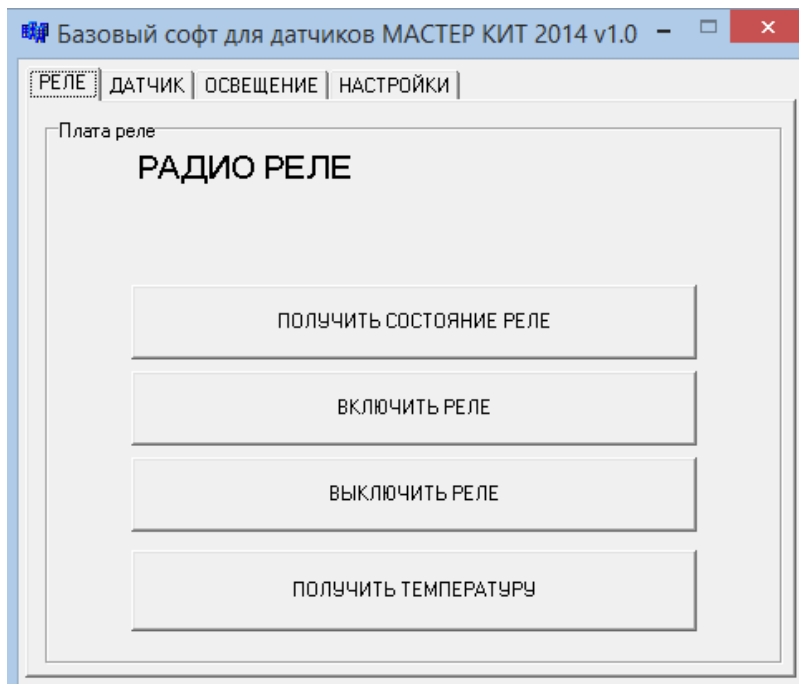 Базовый софт для датчиков МАСТЕР КИТ 2014 v1.0
РЕЛЕ ДАТЧИК ОСВЕЩЕНИЕ НАСТРОЙКИ
Плата реле
РАДИО РЕЛЕ
ПОЛУЧИТЬ СОСТОЯНИЕ РЕЛЕ
ВКЛЮЧИТЬ РЕЛЕ
ВЫКЛЮЧИТЬ РЕЛЕ
ПОЛУЧИТЬ ТЕМПЕРАТУРУ